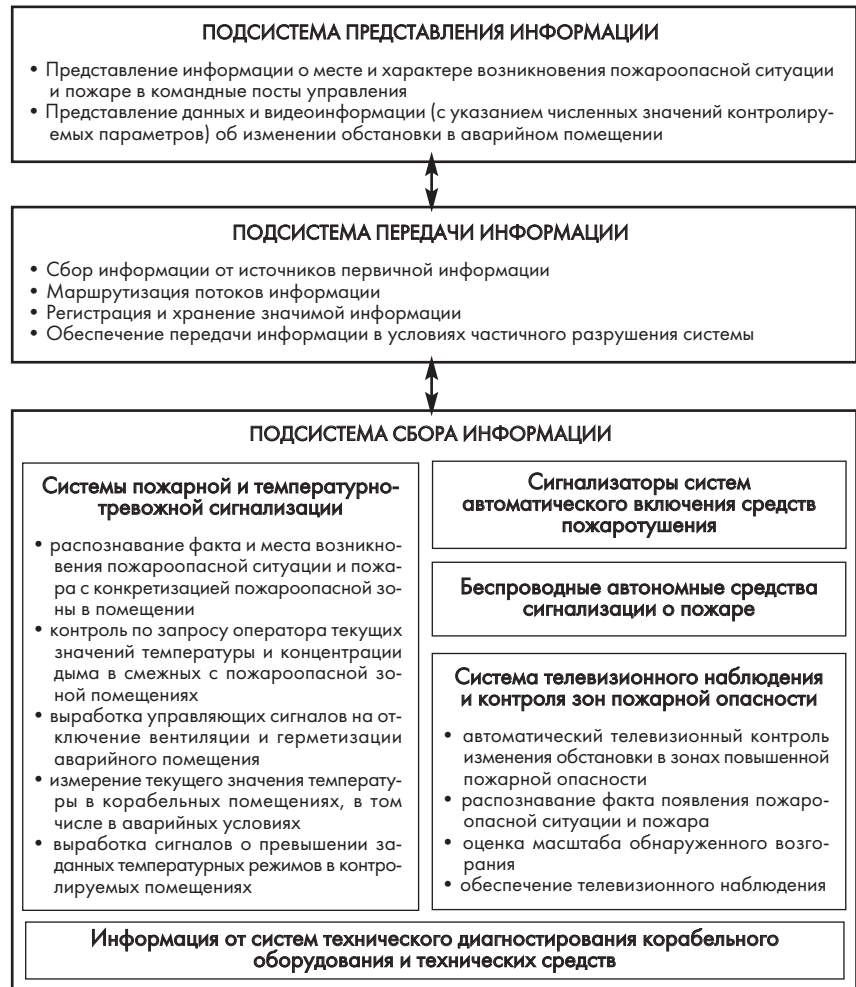 ПОДСИСТЕМА ПРЕДСТАВЛЕНИЯ ИНФОРМАЦИИ
• Представление информации о месте и характере возникновения пожароопасной ситуации
и пожаре в командные посты управления
• Представление данных и видеоинформации (с указанием численных значений контролиру-
емых параметров) об изменении обстановки в аварийном помещении
ПОДСИСТЕМА ПЕРЕДАЧИ ИНФОРМАЦИИ
• Сбор информации от источников первичной информации
• Маршрутизация потоков информации
• Регистрация и хранение значимой информации
• Обеспечение передачи информации в условиях частичного разрушения системы
ПОДСИСТЕМА СБОРА ИНФОРМАЦИИ
Системы пожарной и температурно-
тревожной сигнализации
• распознавание факта и места возникно-
вения пожароопасной ситуации и пожа-
ра с конкретизацией пожароопасной зо-
ны в помещении
• контроль по запросу оператора текущих
значений температуры и концентрации
дыма в смежных с пожароопасной зо-
ной помещениях
• выработка управляющих сигналов на от-
ключение вентиляции и герметизации
аварийного помещения
• измерение текущего значения температу-
ры в корабельных помещениях, в том
числе в аварийных условиях
• выработка сигналов о превышении за-
данных температурных режимов в контро-
лируемых помещениях
Сигнализаторы систем
автоматического включения средств
пожаротушения
Беспроводные автономные средства
сигнализации о пожаре
Система телевизионного наблюдения
и контроля зон пожарной опасности
• автоматический телевизионный контроль
изменения обстановки в зонах повышенной
пожарной опасности
• распознавание факта появления пожаро-
опасной ситуации и пожара
• оценка масштаба обнаруженного возго-
рания
• обеспечение телевизионного наблюдения
Информация от систем технического диагностирования корабельного
оборудования и технических средств